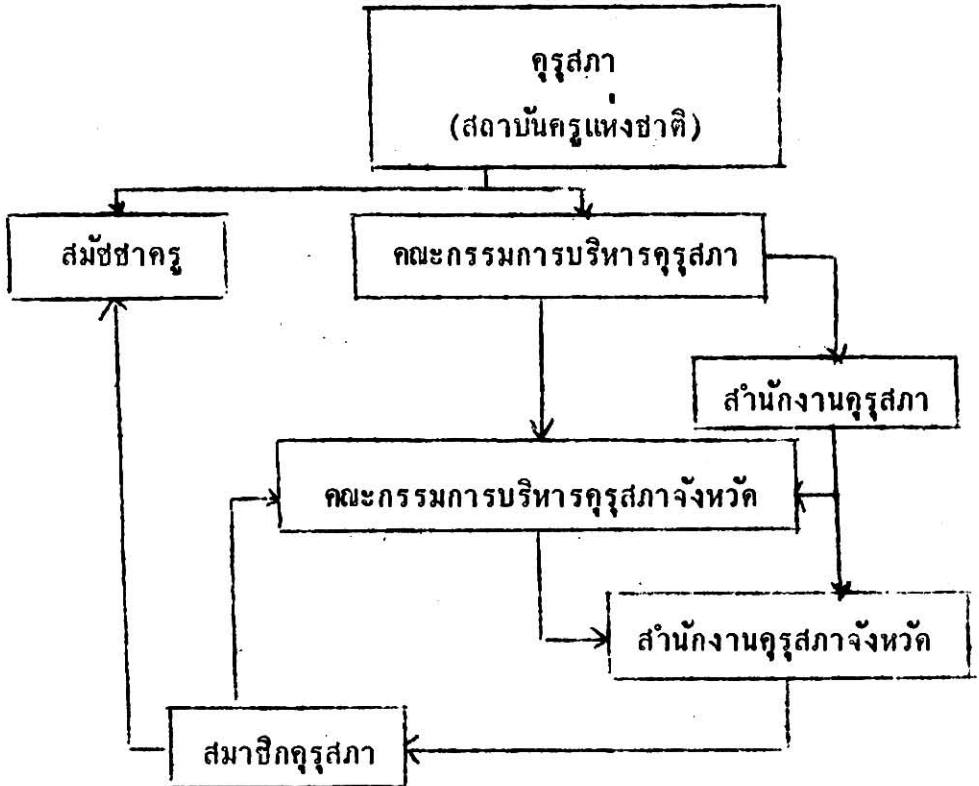 คุรุสภา
(สถาบันครูแห่งชาติ)
สมัชชาครู
คณะกรรมการบริหารคุรุสภา
สำนักงานคุรุสภา
คณะกรรมการบริหารคุรุสภาจังหวัด
สำนักงานคุรุสภาจังหวัด
สมาชิกคุรุสภา